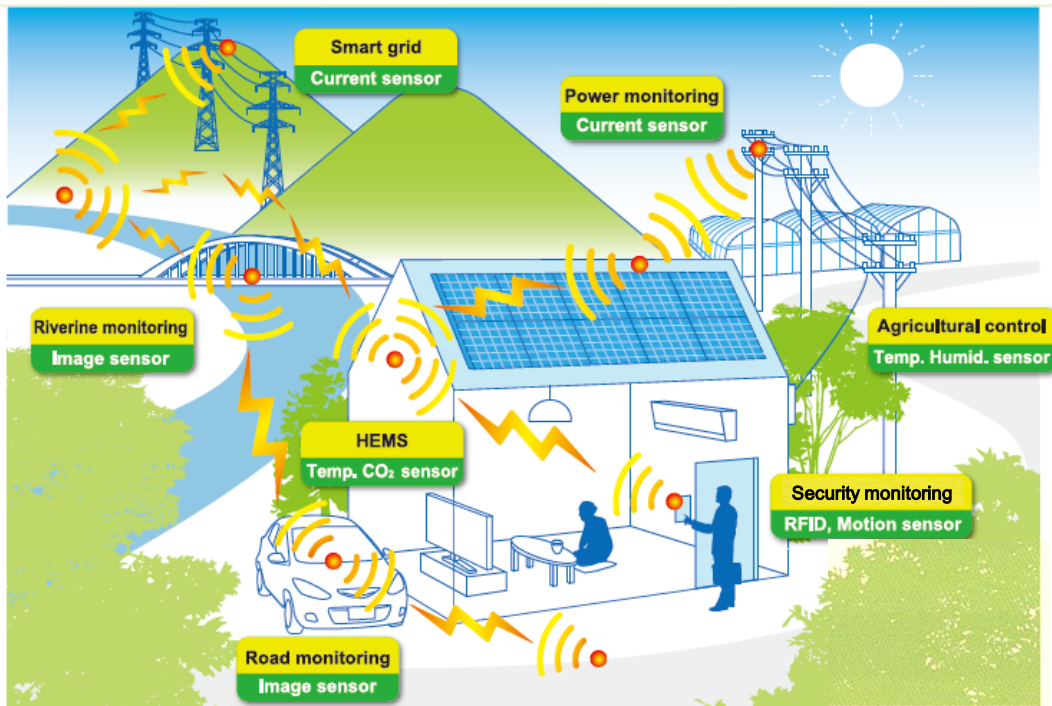 Smart grid
Current sensor
Power monitoring
Current sensor
Riverine monitoring
Image sensor
Agricultural control
Temp. Humid. sensor
HEMS
Temp. CO₂ sensor
Security monitoring
RFID, Motion sensor
Road monitoring
Image sensor